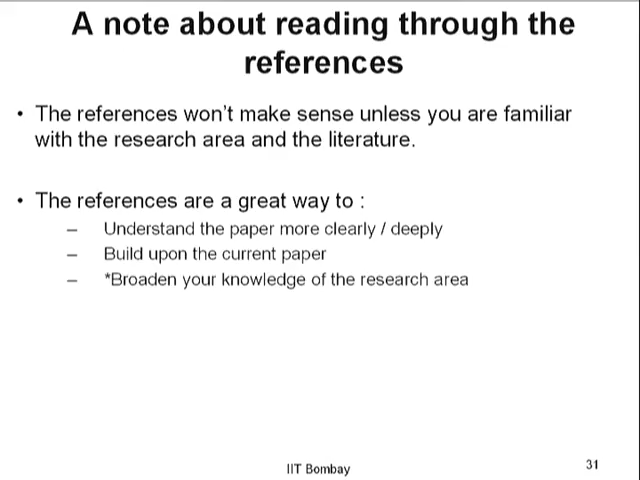 A note about reading through the
references
• The references won't make sense unless you are familiar
with the research area and the literature.
• The references are a great way to :
– Understand the paper more clearly / deeply
– Build upon the current paper
– *Broaden your knowledge of the research area
IIT Bombay
31